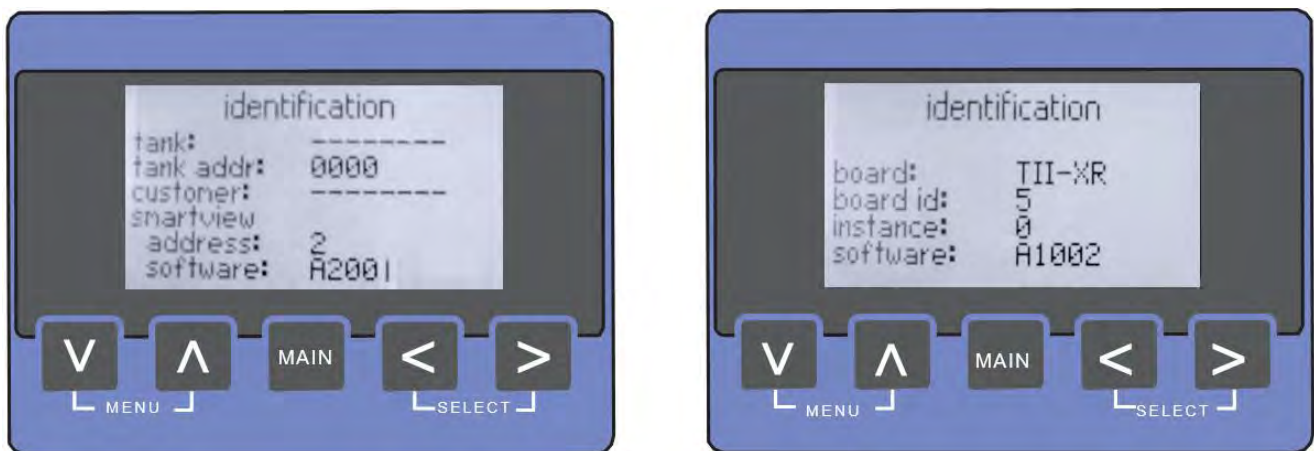 identification
tank: --------
tank addr: 0000
customer: --------
smartview
address: 2
software:
V Λ MAIN < >
MENU SELECT
identification
board: TII-XR
board id: 5
instance: 0
software: A1002
V Λ MAIN < >
MENU SELECT